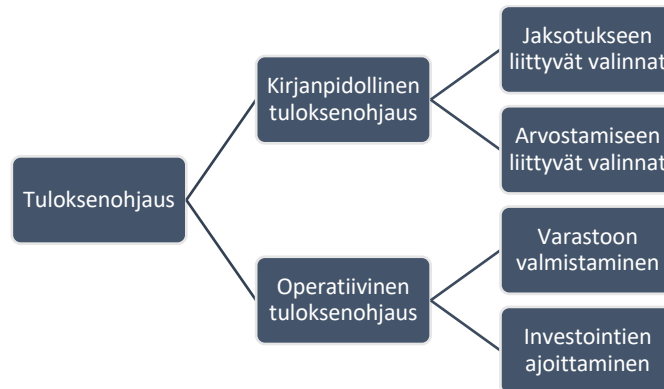 Jaksotukseen
liittyvät valinnat
Kirjanpidollinen
tuloksenohjaus
Arvostamiseen
liittyvät valinnat
Tuloksenohjaus
Varastoon
valmistaminen
Operatiivinen
tuloksenohjaus
Investointien
ajoittaminen